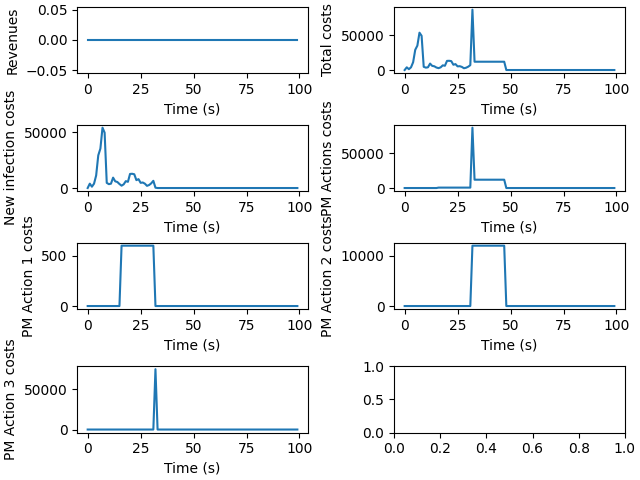 Revenues
0.05
0.00
−0.05
0 25 50 75 100
Time (s)
Total costs
50000
0
0 25 50 75 100
Time (s)
New infection costs
50000
0
0 25 50 75 100
Time (s)
PM Actions costs
50000
0
0 25 50 75 100
Time (s)
PM Action 1 costs
500
0
0 25 50 75 100
Time (s)
PM Action 2 costs
10000
0
0 25 50 75 100
Time (s)
PM Action 3 costs
50000
0
0 25 50 75 100
Time (s)
1.0
0.5
0.0
0.0 0.2 0.4 0.6 0.8 1.0